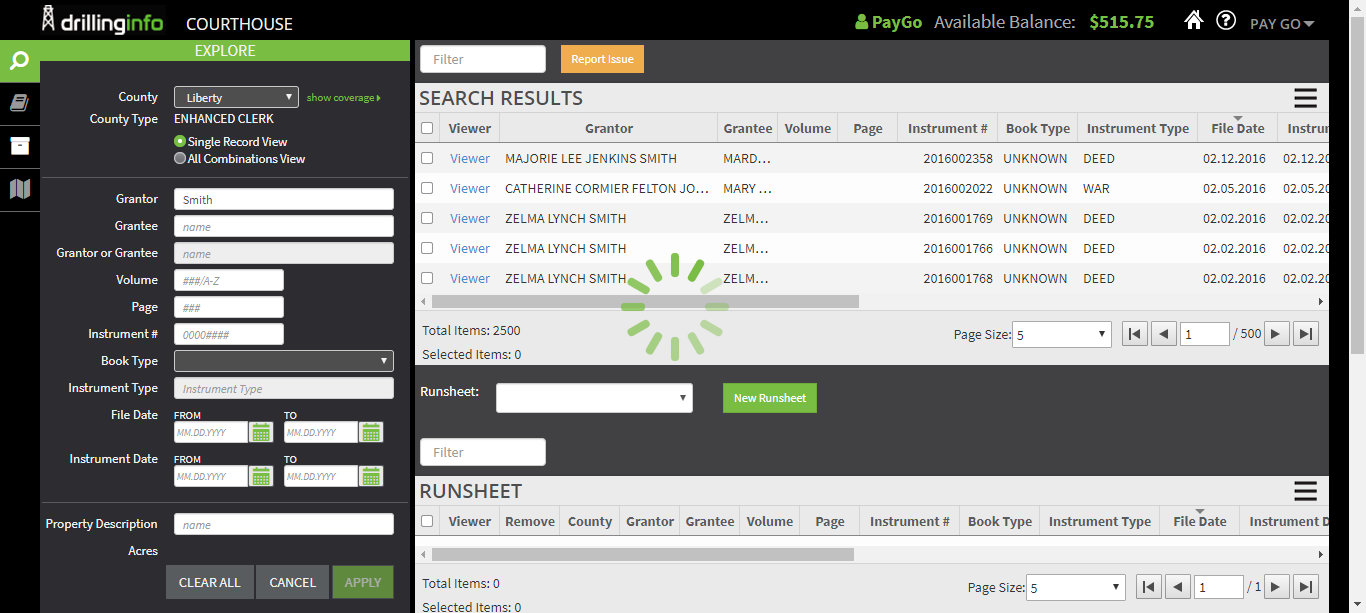 drillinginfo COURTHOUSE PayGo Available Balance: $515.75 ? PAY GO
EXPLORE
County Liberty show coverage
County Type ENHANCED CLERK
Single Record View
All Combinations View
Grantor Smith
Grantee name
Grantor or Grantee name
Volume ###/A-Z
Page ###
Instrument # 0000####
Book Type
Instrument Type Instrument Type
File Date FROM TO
MM.DD.YYYY MM.DD.YYYY
Instrument Date FROM TO
MM.DD.YYYY MM.DD.YYYY
Property Description name
Acres
CLEAR ALL CANCEL APPLY
Filter Report Issue
SEARCH RESULTS
Viewer Grantor Grantee Volume Page Instrument # Book Type Instrument Type File Date Instrun
Viewer MAJORIE LEE JENKINS SMITH MARD... 2016002358 UNKNOWN DEED 02.12.2016 02.12.20
Viewer CATHERINE CORMIER FELTON JO... MARY ... 2016002022 UNKNOWN WAR 02.05.2016 02.05.20
Viewer ZELMA LYNCH SMITH ZELM... 2016001769 UNKNOWN DEED 02.02.2016 02.02.20
Viewer ZELMA LYNCH SMITH ZELM... 2016001766 UNKNOWN DEED 02.02.2016 02.02.20
Viewer ZELMA LYNCH SMITH ZELM... 2016001768 UNKNOWN DEED 02.02.2016 02.02.20
Total Items: 2500 Page Size: 5 1 / 500
Selected Items: 0
Runsheet: New Runsheet
Filter
RUNSHEET
Viewer Remove County Grantor Grantee Volume Page Instrument # Book Type Instrument Type File Date Instrument D
Total Items: 0 Page Size: 5 1 / 1
Selected Items: 0